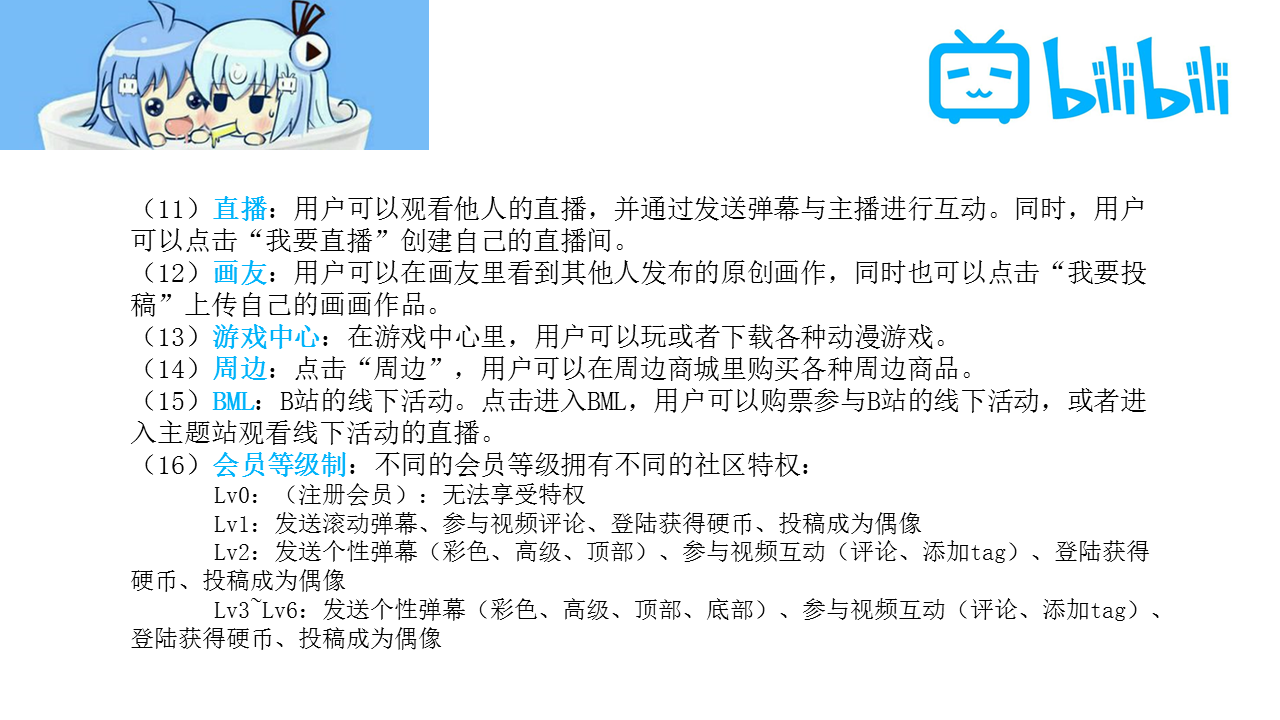 bilibili
（11）直播：用户可以观看他人的直播，并通过发送弹幕与主播进行互动。同时，用户
可以点击“我要直播”创建自己的直播间。
（12）画友：用户可以在画友里看到其他人发布的原创画作，同时也可以点击“我要投
稿”上传自己的画画作品。
（13）游戏中心：在游戏中心里，用户可以玩或者下载各种动漫游戏。
（14）周边：点击“周边”，用户可以在周边商城里购买各种周边商品。
（15）BML：B站的线下活动。点击进入BML，用户可以购票参与B站的线下活动，或者进
入主题站观看线下活动的直播。
（16）会员等级制：不同的会员等级拥有不同的社区特权：
Lv0：（注册会员）：无法享受特权
Lv1：发送滚动弹幕、参与视频评论、登陆获得硬币、投稿成为偶像
Lv2：发送个性弹幕（彩色、高级、顶部）、参与视频互动（评论、添加tag）、登陆获得
硬币、投稿成为偶像
Lv3~Lv6：发送个性弹幕（彩色、高级、顶部、底部）、参与视频互动（评论、添加tag）、
登陆获得硬币、投稿成为偶像